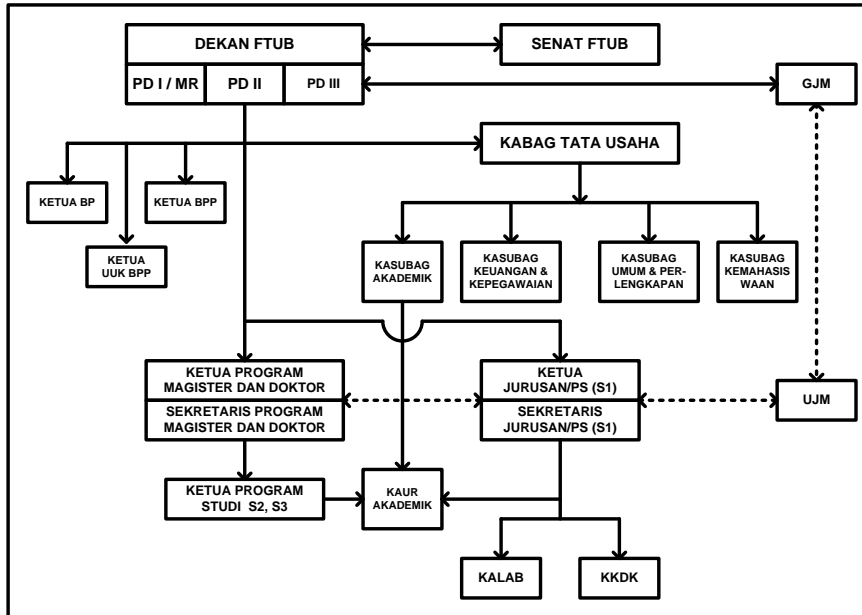 DEKAN FTUB
SENAT FTUB
PD I / MR
PD II
PD III
GJM
KABAG TATA USAHA
KETUA BP
KETUA BPP
KETUA
UUK BPP
KASUBAG
AKADEMIK
KASUBAG
KEUANGAN &
KEPEGAWAIAN
KASUBAG
UMUM & PER-
LENGKAPAN
KASUBAG
KEMAHASIS
WAAN
KETUA PROGRAM
MAGISTER DAN DOKTOR
SEKRETARIS PROGRAM
MAGISTER DAN DOKTOR
KETUA
JURUSAN/PS (S1)
SEKRETARIS
JURUSAN/PS (S1)
UJM
KETUA PROGRAM
STUDI S2, S3
KAUR
AKADEMIK
KALAB
KKDK